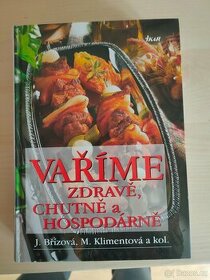 IKAR
VAŘÍME
ZDRAVĚ,
CHUTNĚ a
HOSPODÁRNĚ
J. Břízová, M. Klimentová a kol.